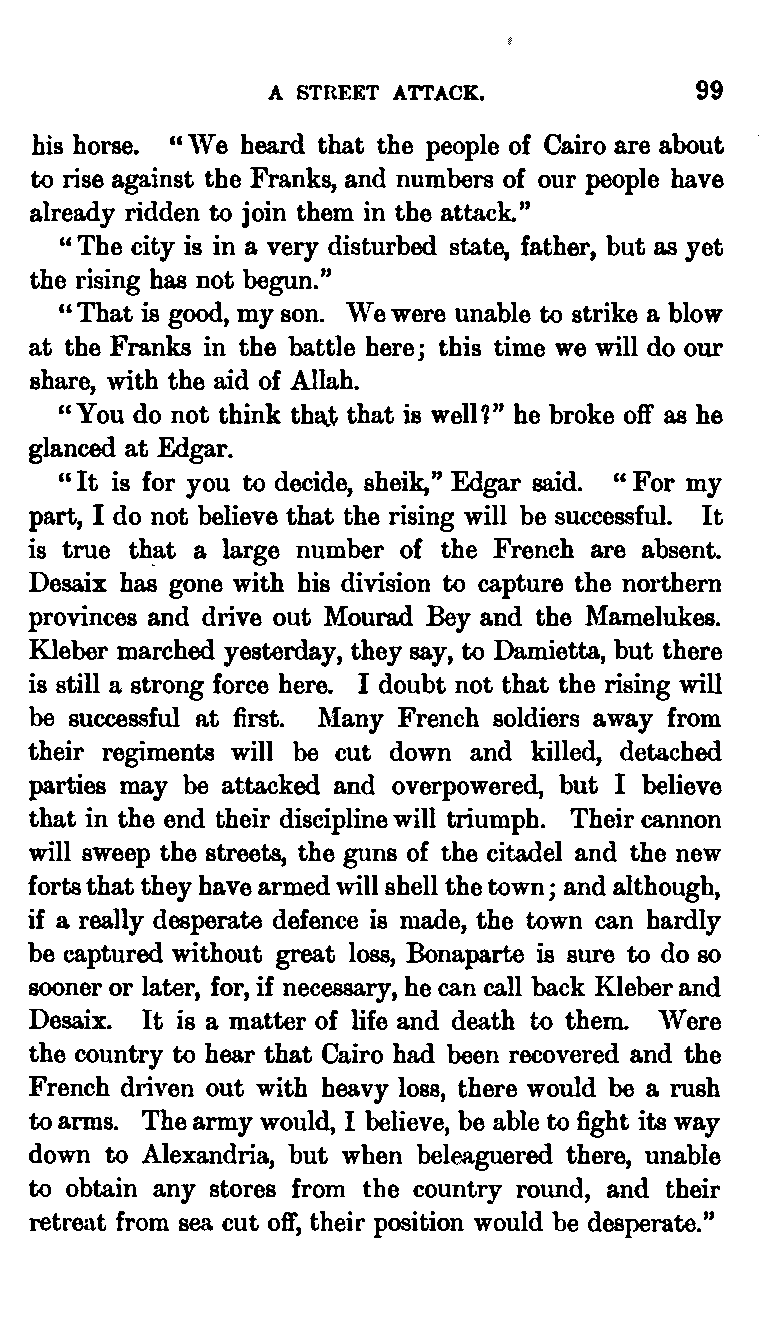 A STREET ATTACK. 99
his horse. "We heard that the people of Cairo are about
to rise against the Franks, and numbers of our people have
already ridden to join them in the attack."
"The city is in a very disturbed state, father, but as yet
the rising has not begun."
"That is good, my son. We were unable to strike a blow
at the Franks in the battle here; this time we will do our
share, with the aid of Allah.
"You do not think that that is well?" he broke off as he
glanced at Edgar.
"It is for you to decide, sheik," Edgar said. "For my
part, I do not believe that the rising will be successful. It
is true that a large number of the French are absent.
Desaix has gone with his division to capture the northern
provinces and drive out Mourad Bey and the Mamelukes.
Kleber marched yesterday, they say, to Damietta, but there
is still a strong force here. I doubt not that the rising will
be successful at first. Many French soldiers away from
their regiments will be cut down and killed, detached
parties may be attacked and overpowered, but I believe
that in the end their discipline will triumph. Their cannon
will sweep the streets, the guns of the citadel and the new
forts that they have armed will shell the town; and although,
if a really desperate defence is made, the town can hardly
be captured without great loss, Bonaparte is sure to do so
sooner or later, for, if necessary, he can call back Kleber and
Desaix. It is a matter of life and death to them. Were
the country to hear that Cairo had been recovered and the
French driven out with heavy loss, there would be a rush
to arms. The army would, I believe, be able to fight its way
down to Alexandria, but when beleaguered there, unable
to obtain any stores from the country round, and their
retreat from sea cut off, their position would be desperate."